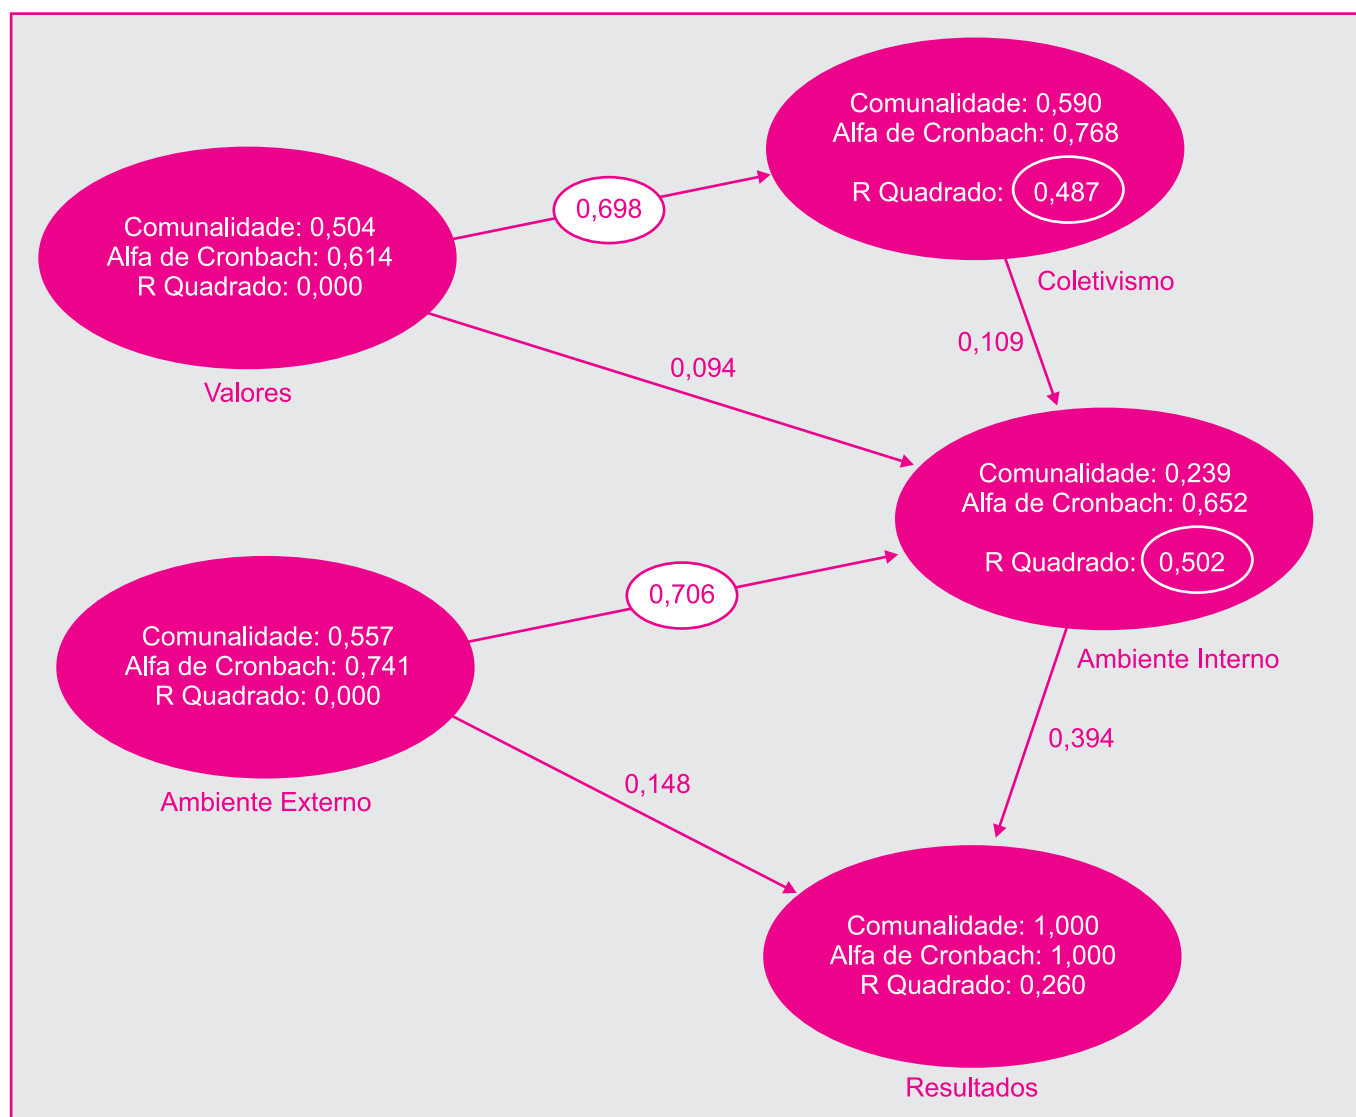 Comunalidade: 0,590
Alfa de Cronbach: 0,768
R Quadrado: 0,487
Coletivismo
0,698
Comunalidade: 0,504
Alfa de Cronbach: 0,614
R Quadrado: 0,000
Valores
0,109
0,094
Comunalidade: 0,239
Alfa de Cronbach: 0,652
R Quadrado: 0,502
Ambiente Interno
0,706
Comunalidade: 0,557
Alfa de Cronbach: 0,741
R Quadrado: 0,000
Ambiente Externo
0,394
0,148
Comunalidade: 1,000
Alfa de Cronbach: 1,000
R Quadrado: 0,260
Resultados